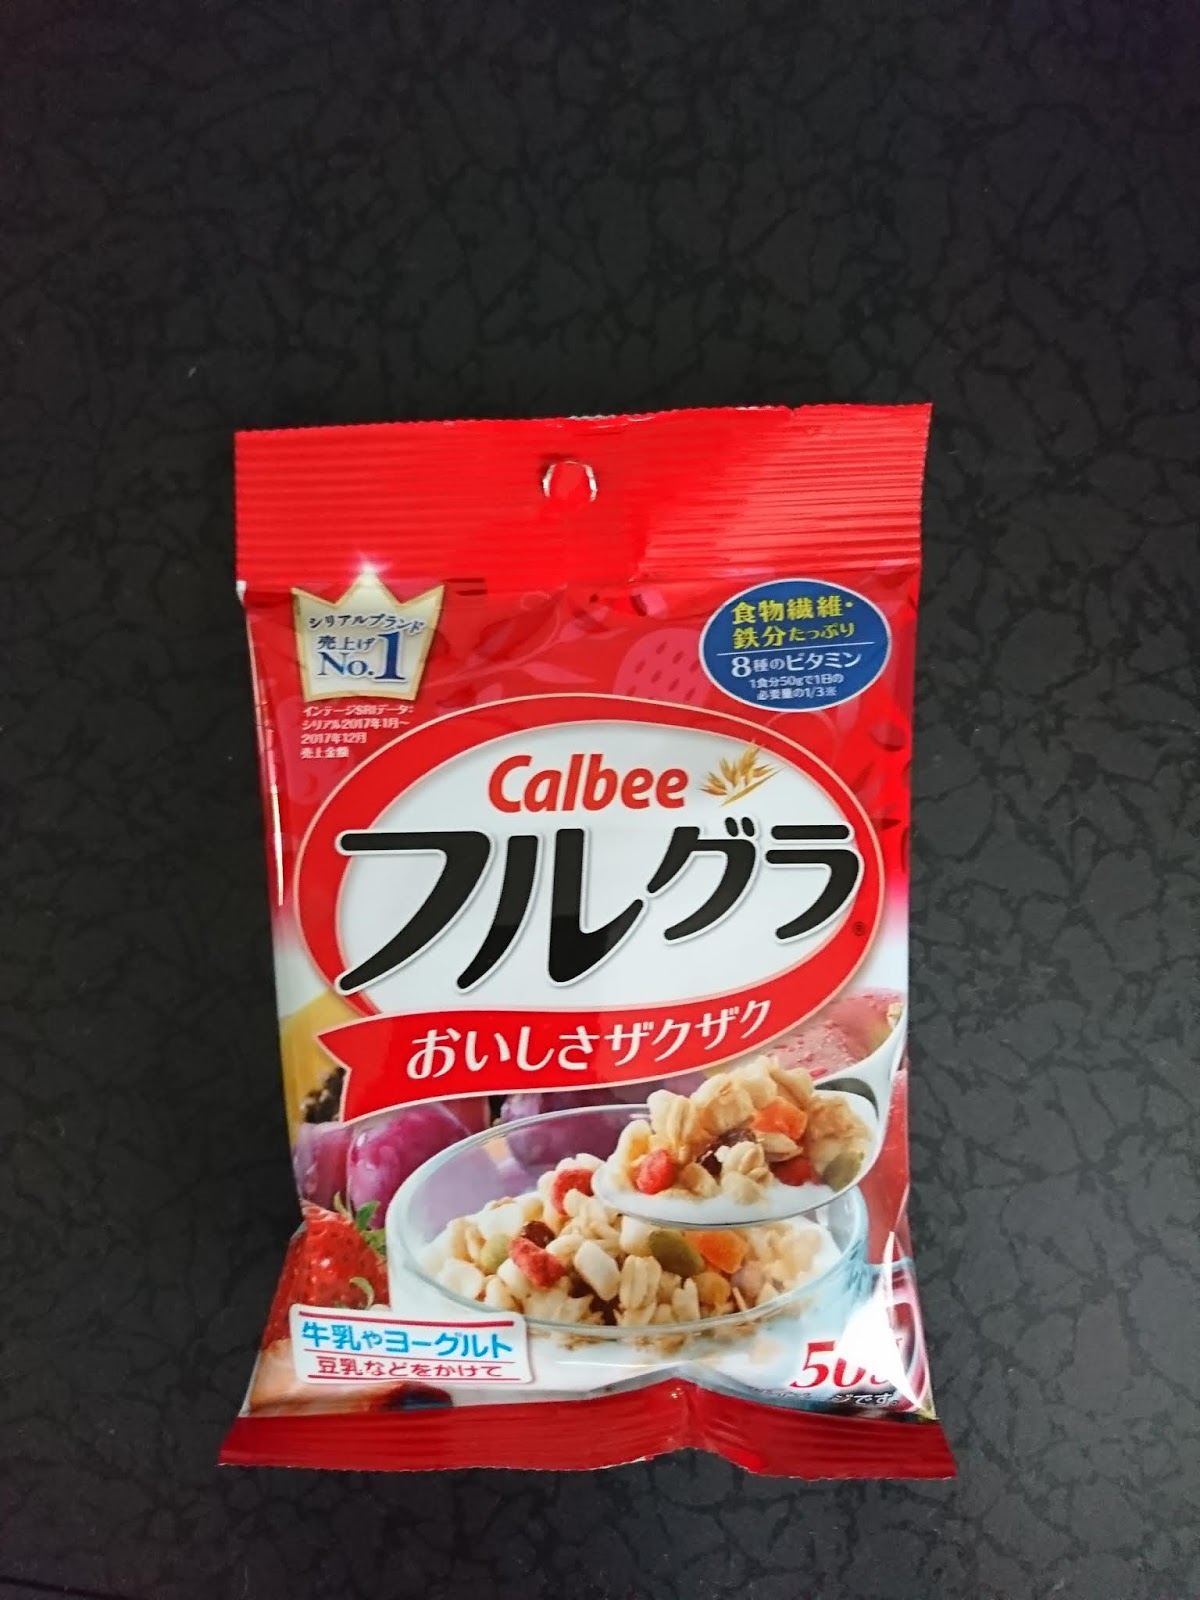 シリアルブランド
売上げ
No.1
インテージSRIデータ:
シリアル2017年1月～
2017年12月
売上金額
食物繊維・
鉄分たっぷり
8種のビタミン
1食分50gで1日の
必要量の1/3※
Calbee
フルグラ®
おいしさザクザク
牛乳やヨーグルト
豆乳などをかけて
50g